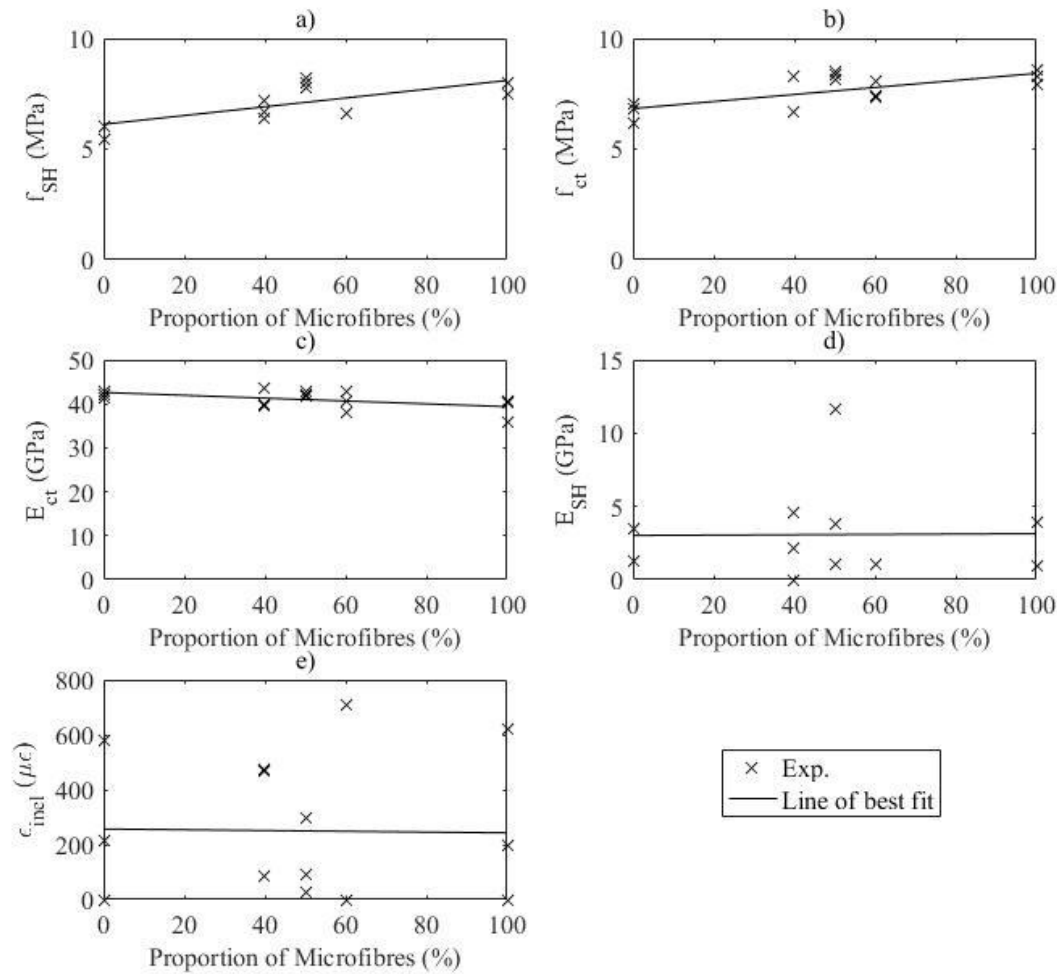 a)
10
5
0
f_SH (MPa)
0 20 40 60 80 100
Proportion of Microfibres (%)
b)
10
5
0
f_ct (MPa)
0 20 40 60 80 100
Proportion of Microfibres (%)
c)
50
40
30
20
10
0
E_ct (GPa)
0 20 40 60 80 100
Proportion of Microfibres (%)
d)
15
10
5
0
E_SH (GPa)
0 20 40 60 80 100
Proportion of Microfibres (%)
e)
800
600
400
200
0
ϵ_incl (μϵ)
0 20 40 60 80 100
Proportion of Microfibres (%)
Exp.
Line of best fit